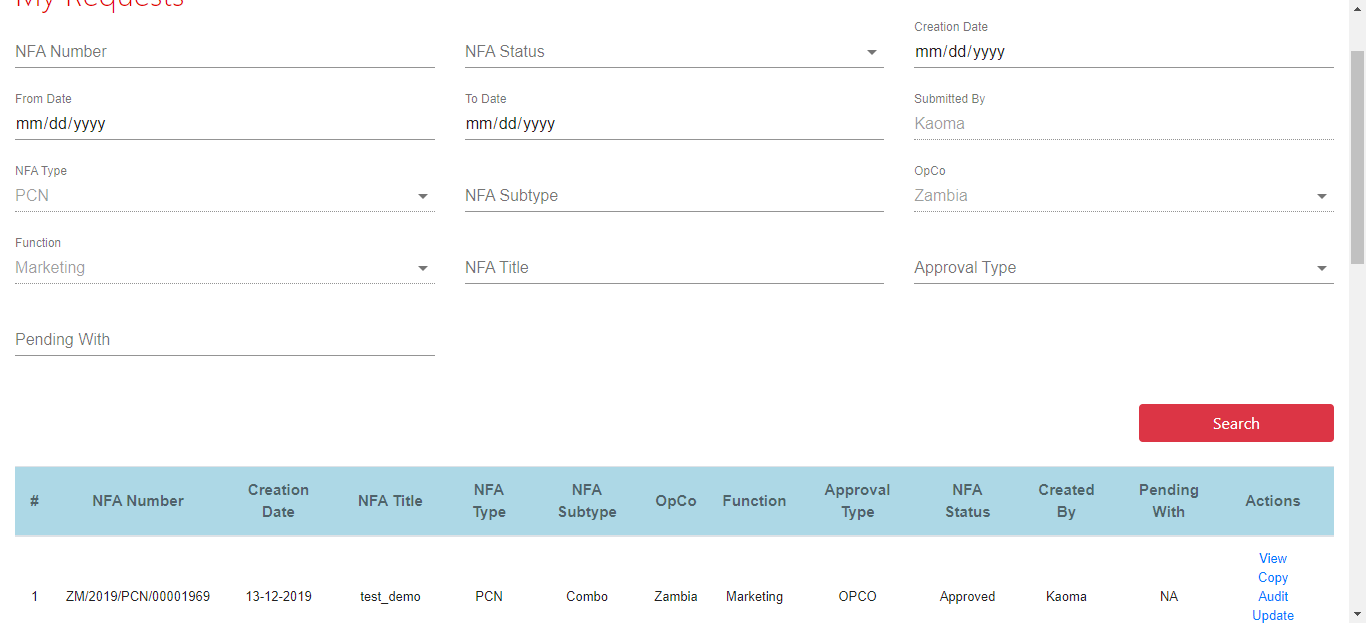 My Requests
Creation Date
NFA Number
NFA Status
mm/dd/yyyy
From Date
To Date
Submitted By
mm/dd/yyyy
mm/dd/yyyy
Kaoma
NFA Type
OpCo
PCN
NFA Subtype
Zambia
Function
Marketing
NFA Title
Approval Type
Pending With
Search
# NFA Number Creation Date NFA Title NFA Type NFA Subtype OpCo Function Approval Type NFA Status Created By Pending With Actions
1 ZM/2019/PCN/00001969 13-12-2019 test_demo PCN Combo Zambia Marketing OPCO Approved Kaoma NA
View
Copy
Audit
Update